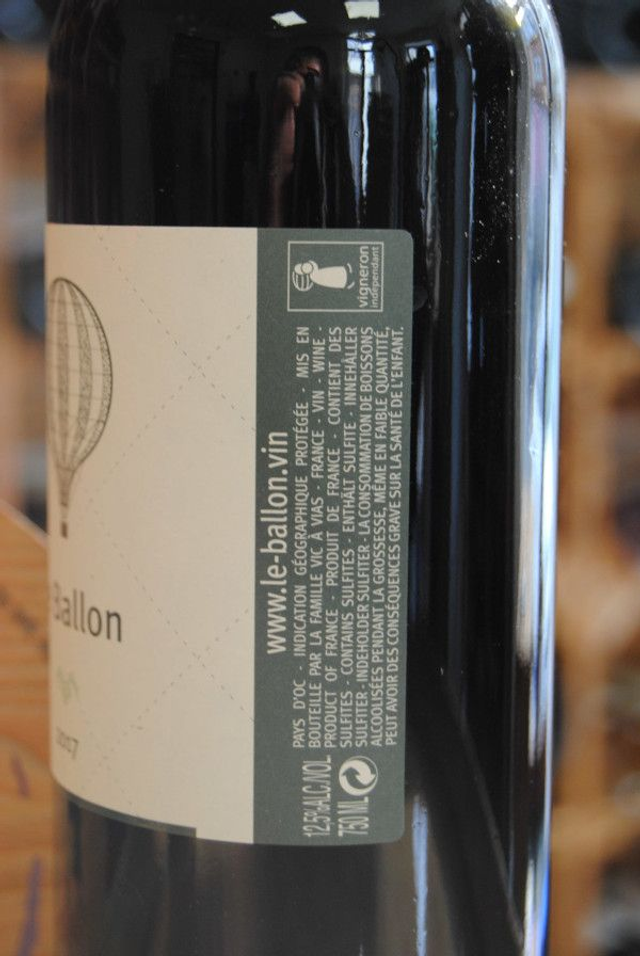 Ballon
2017
www.le-ballon.vin
PAYS D'OC - INDICATION GÉOGRAPHIQUE PROTÉGÉE - MIS EN
BOUTEILLE PAR LA FAMILLE VIC À VIAS - FRANCE - VIN - WINE -
PRODUCT OF FRANCE - PRODUIT DE FRANCE - CONTIENT DES
SULFITES - CONTAINS SULFITES - ENTHÄLT SULFITE - INNEHÅLLER
SULFITER - INDEHOLDER SULFITER - LA CONSOMMATION DE BOISSONS
ALCOOLISÉES PENDANT LA GROSSESSE, MÊME EN FAIBLE QUANTITÉ,
PEUT AVOIR DES CONSÉQUENCES GRAVE SUR LA SANTÉ DE L'ENFANT.
12,5%ALC./VOL
750 ML
vigneron
indépendant